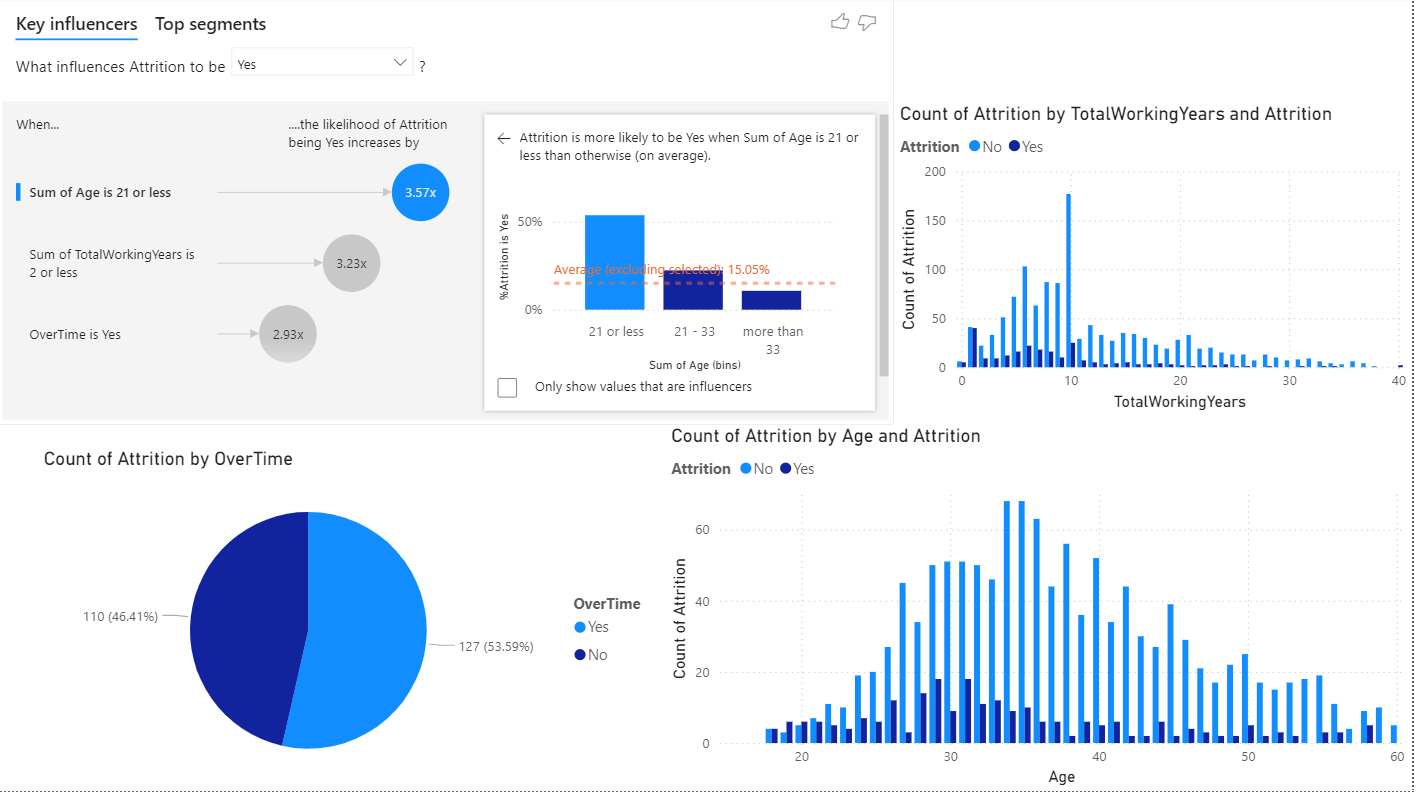 Key influencers
Top segments
What influences Attrition to be
Yes
?
When...
....the likelihood of Attrition
being Yes increases by
Sum of Age is 21 or less
3.57x
Sum of TotalWorkingYears is
2 or less
3.23x
OverTime is Yes
2.93x
Attrition is more likely to be Yes when Sum of Age is 21 or
less than otherwise (on average).
%Attrition is Yes
50%
0%
Average (excluding selected): 15.05%
21 or less
21 - 33
more than
33
Sum of Age (bins)
Only show values that are influencers
Count of Attrition by TotalWorkingYears and Attrition
Attrition No Yes
Count of Attrition
200
150
100
50
0
0 10 20 30 40
TotalWorkingYears
Count of Attrition by OverTime
110 (46.41%)
127 (53.59%)
OverTime
Yes
No
Count of Attrition by Age and Attrition
Attrition No Yes
Count of Attrition
60
40
20
0
20 30 40 50 60
Age